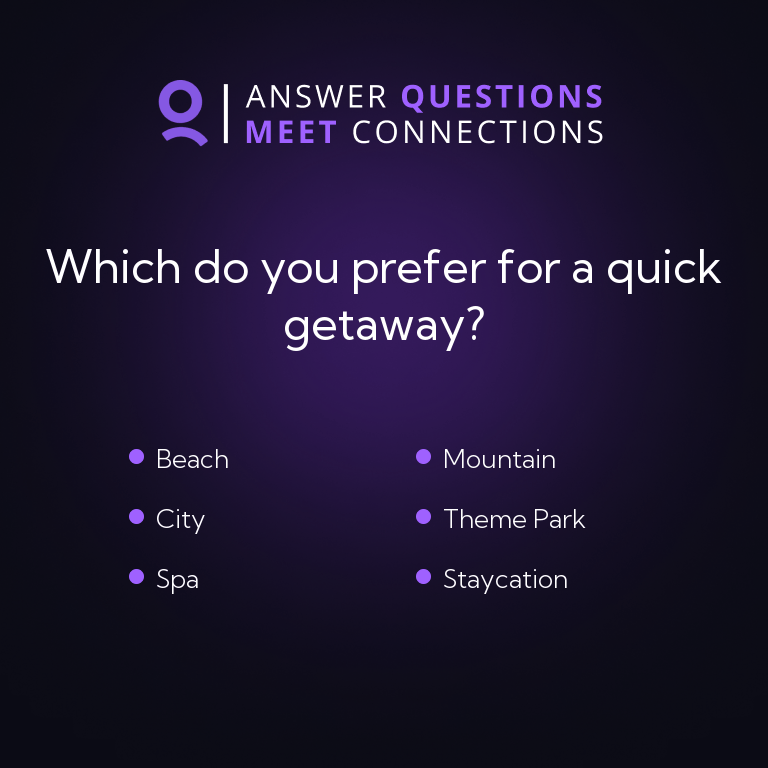 ANSWER QUESTIONS
MEET CONNECTIONS
Which do you prefer for a quick
getaway?
Beach
Mountain
City
Theme Park
Spa
Staycation